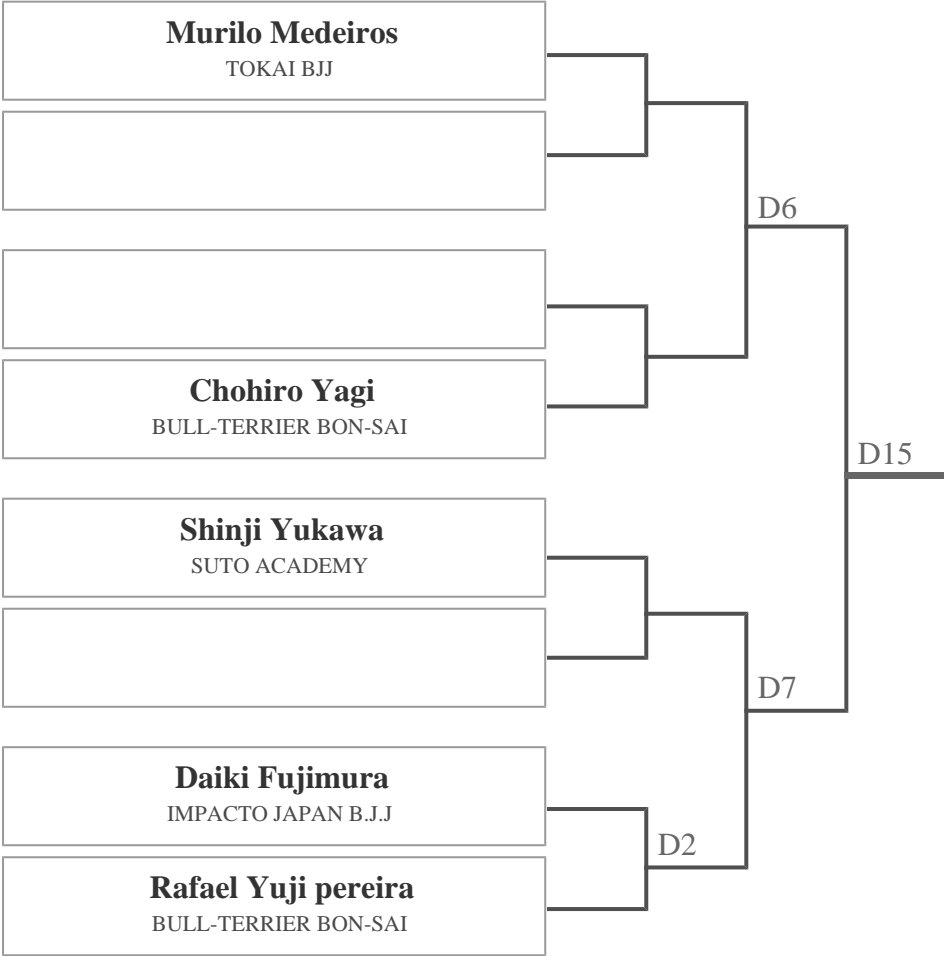 Murilo Medeiros
TOKAI BJJ
D6
Chohiro Yagi
BULL-TERRIER BON-SAI
D15
Shinji Yukawa
SUTO ACADEMY
D7
Daiki Fujimura
IMPACTO JAPAN B.J.J
D2
Rafael Yuji pereira
BULL-TERRIER BON-SAI